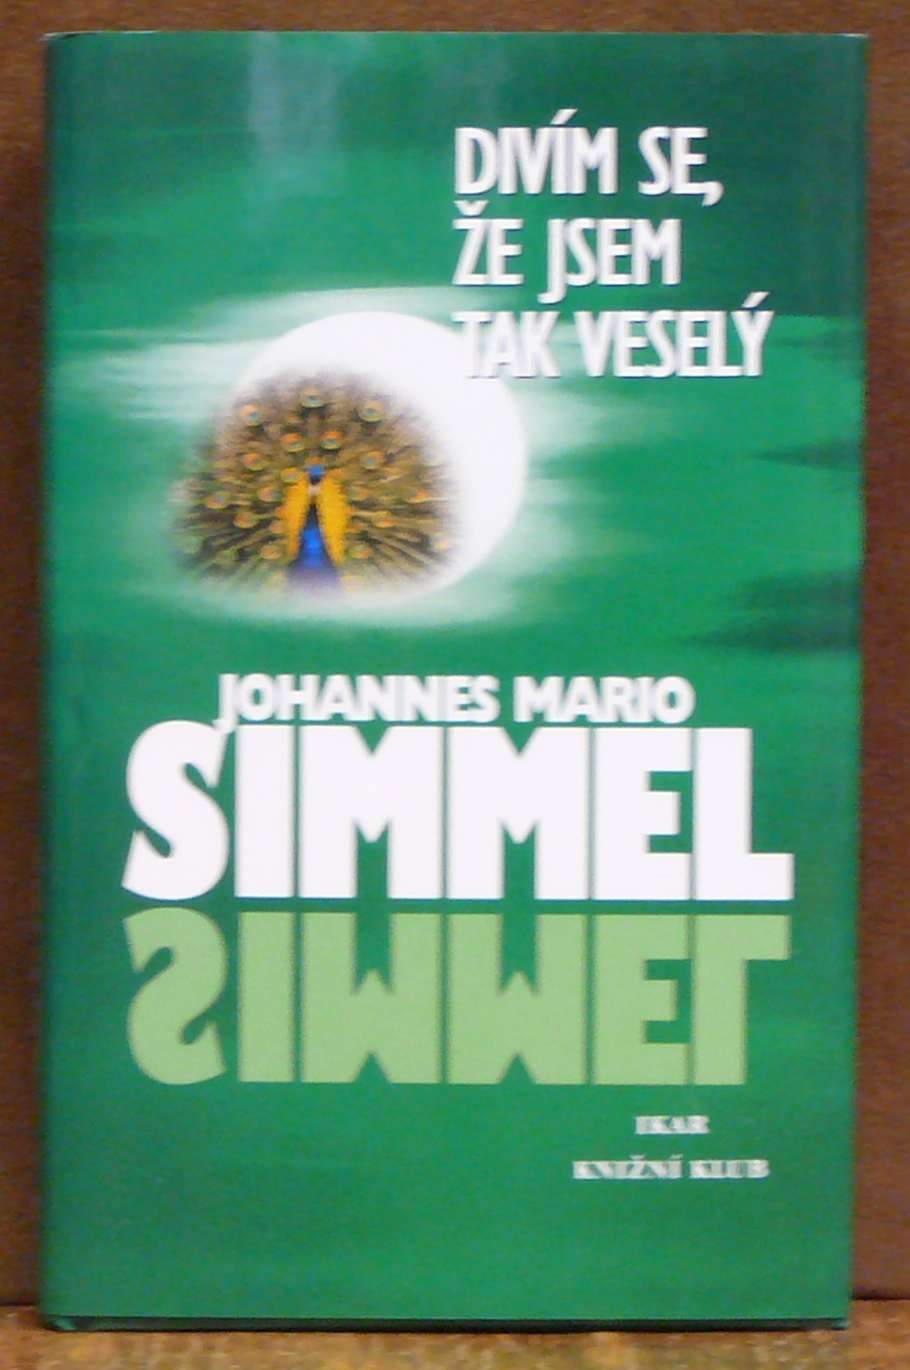 DIVÍM SE,
ŽE JSEM
TAK VESELÝ
JOHANNES MARIO
SIMMEL
SIMMEL
IKAR
KNIŽNÍ KLUB